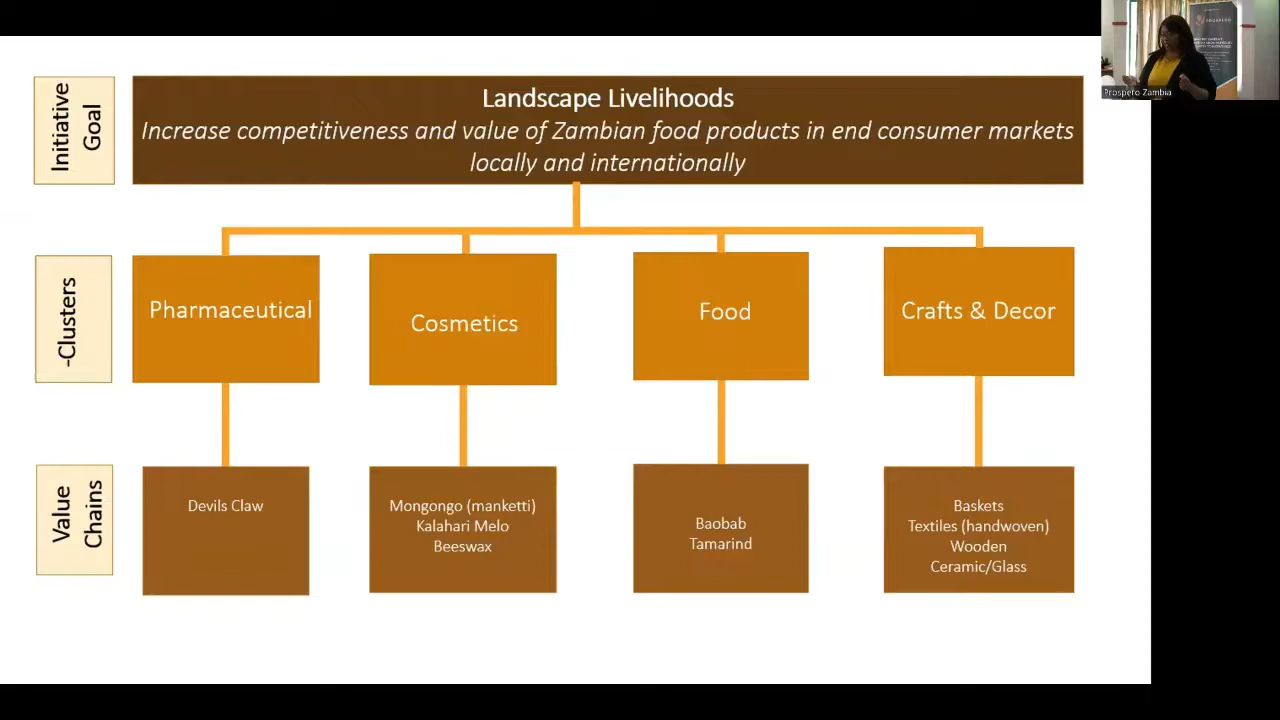 Initiative
Goal
Landscape Livelihoods
Increase competitiveness and value of Zambian food products in end consumer markets
locally and internationally
-Clusters
Pharmaceutical
Cosmetics
Food
Crafts & Decor
Value
Chains
Devils Claw
Mongongo (manketti)
Kalahari Melo
Beeswax
Baobab
Tamarind
Baskets
Textiles (handwoven)
Wooden
Ceramic/Glass
PROSPERO
Prospero Zambia